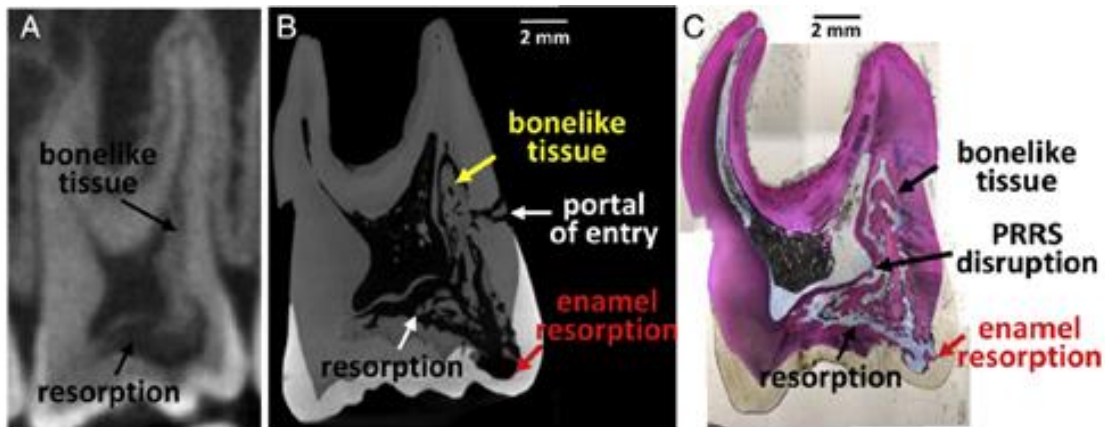 A
bonelike
tissue
resorption
B
2 mm
bonelike
tissue
portal
of entry
enamel
resorption
resorption
C
2 mm
bonelike
tissue
PRRS
disruption
enamel
resorption
resorption